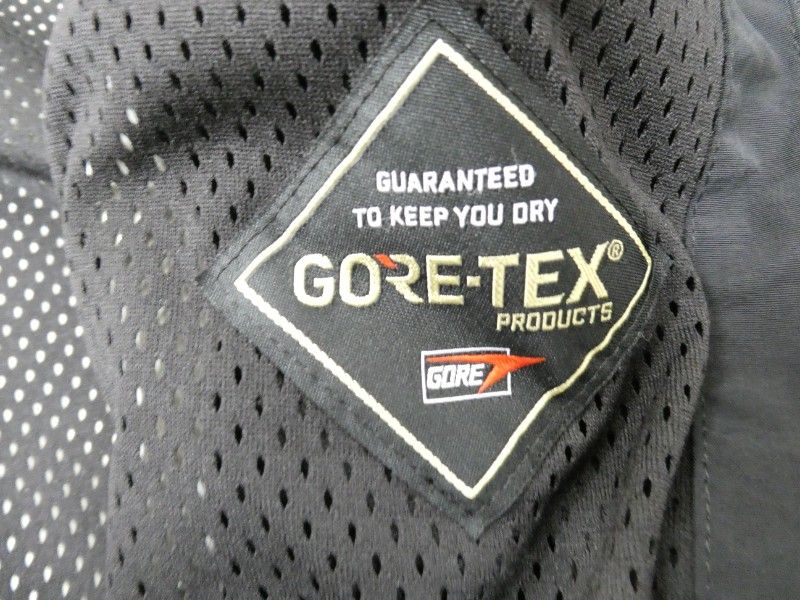 GUARANTEED
TO KEEP YOU DRY
GORE-TEX®
PRODUCTS
GORE